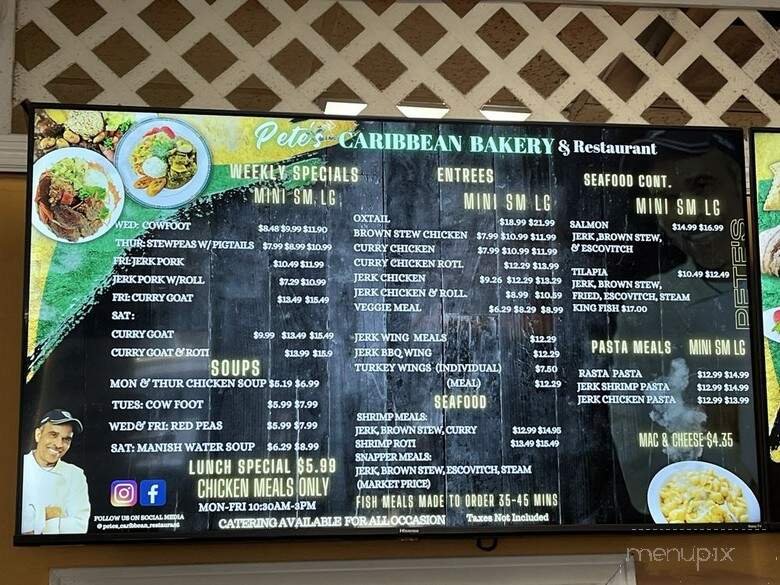 Pete's CARIBBEAN BAKERY & Restaurant
WEEKLY SPECIALS
MINI SM LG
WED: COWFOOT $8.48 $9.99 $11.90
THUR: STEWPEAS W/ PIGTAILS $7.99 $8.99 $10.99
FRI: JERK PORK $10.49 $11.99
JERK PORK W/ROLL $7.29 $10.99
FRI: CURRY GOAT $13.49 $15.49
SAT:
CURRY GOAT $9.99 $13.49 $15.49
CURRY GOAT & ROTI $13.99 $15.9
SOUPS
MON & THUR CHICKEN SOUP $5.19 $6.99
TUES: COW FOOT $5.99 $7.99
WED & FRI: RED PEAS $5.99 $7.99
SAT: MANISH WATER SOUP $6.29 $8.99
LUNCH SPECIAL $5.99
CHICKEN MEALS ONLY
MON-FRI 10:30AM-3PM
FOLLOW US ON SOCIAL MEDIA
@petes_caribbean_restaurant
CATERING AVAILABLE FOR ALL OCCASION
ENTREES
MINI SM LG
OXTAIL $18.99 $21.99
BROWN STEW CHICKEN $7.99 $10.99 $11.99
CURRY CHICKEN $7.99 $10.99 $11.99
CURRY CHICKEN ROTI $12.29 $13.99
JERK CHICKEN $9.26 $12.29 $13.29
JERK CHICKEN & ROLL $8.99 $10.59
VEGGIE MEAL $6.29 $8.29 $8.99
JERK WING MEALS $12.29
JERK BBQ WING $12.29
TURKEY WINGS (INDIVIDUAL) $7.50
(MEAL) $12.29
SEAFOOD
SHRIMP MEALS:
JERK, BROWN STEW, CURRY $12.99 $14.95
SHRIMP ROTI $13.49 $15.49
SNAPPER MEALS:
JERK, BROWN STEW, ESCOVITCH, STEAM
(MARKET PRICE)
FISH MEALS MADE TO ORDER 35-45 MINS
Taxes Not Included
SEAFOOD CONT.
MINI SM LG
SALMON $14.99 $16.99
JERK, BROWN STEW,
& ESCOVITCH
TILAPIA $10.49 $12.49
JERK, BROWN STEW,
FRIED, ESCOVITCH, STEAM
KING FISH $17.00
PETE'S
PASTA MEALS MINI SM LG
RASTA PASTA $12.99 $14.99
JERK SHRIMP PASTA $12.99 $14.99
JERK CHICKEN PASTA $12.99 $13.99
MAC & CHEESE $4.35
Hisense
Roku TV
menupix